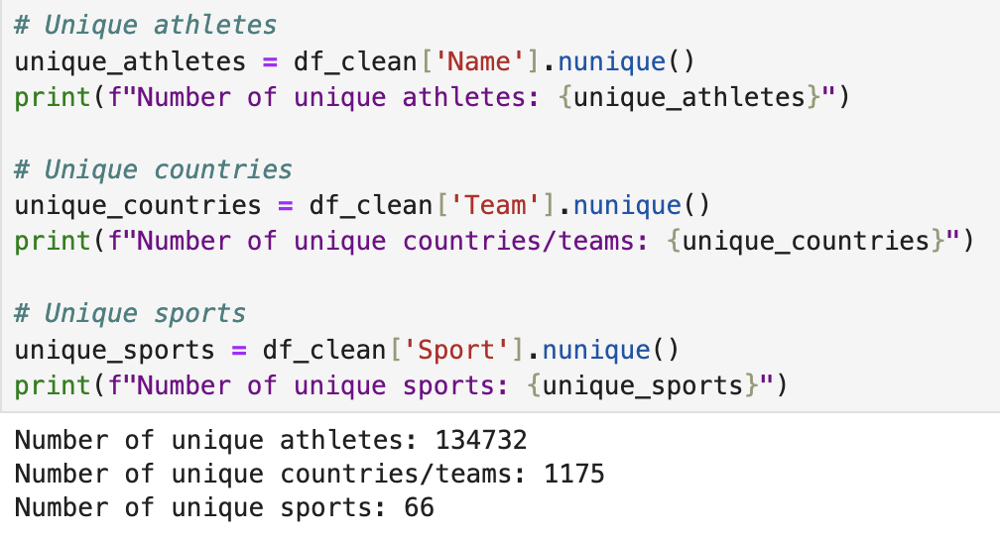 # Unique athletes
unique_athletes = df_clean['Name'].nunique()
print(f"Number of unique athletes: {unique_athletes}")
# Unique countries
unique_countries = df_clean['Team'].nunique()
print(f"Number of unique countries/teams: {unique_countries}")
# Unique sports
unique_sports = df_clean['Sport'].nunique()
print(f"Number of unique sports: {unique_sports}")
Number of unique athletes: 134732
Number of unique countries/teams: 1175
Number of unique sports: 66